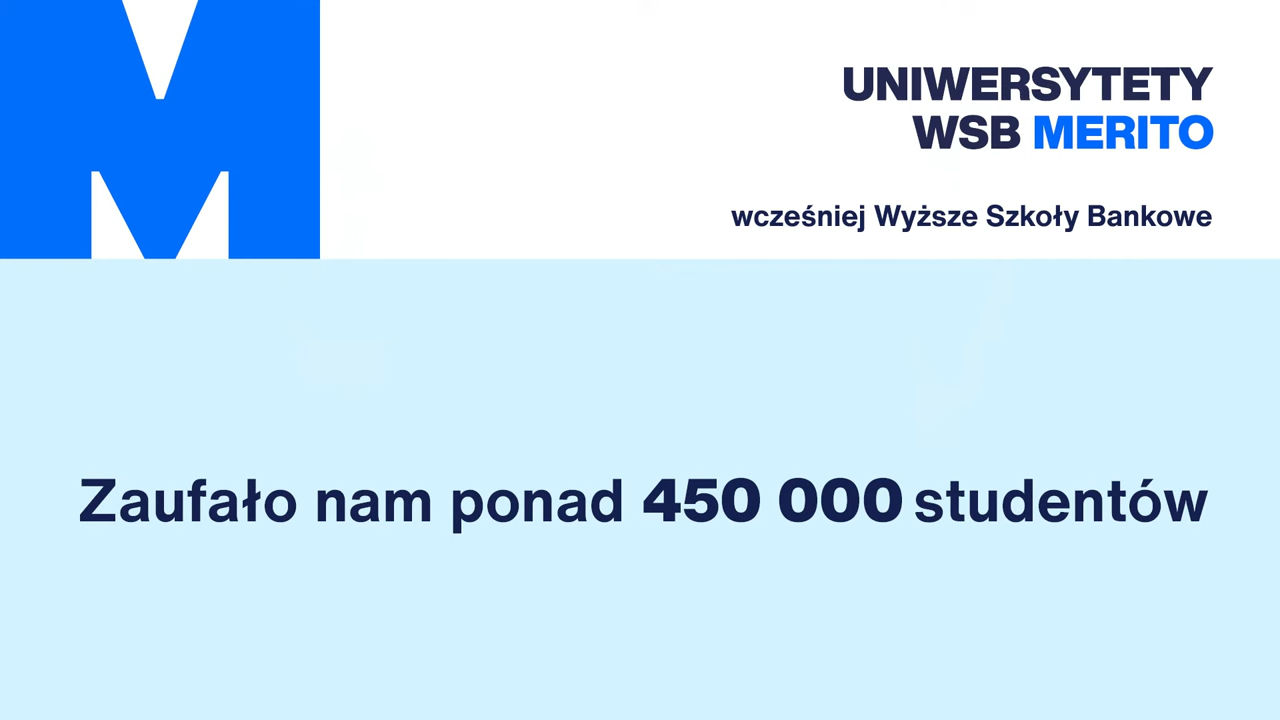 UNIWERSYTETY
WSB MERITO
wcześniej Wyższe Szkoły Bankowe
Zaufało nam ponad 450 000 studentów